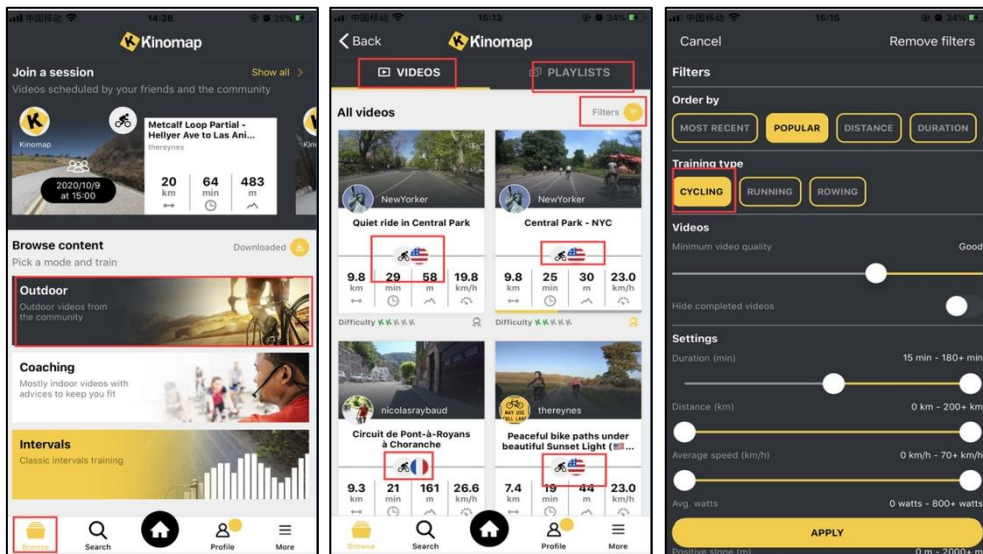 中国移动
14:38
25%
Kinomap
Join a session
Show all >
Videos scheduled by your friends and the community
Kinomap
2020/10/9
at 15:00
Metcalf Loop Partial -
Hellyer Ave to Las Ani...
thereynes
20 64 483
km min m
Browse content
Downloaded
Pick a mode and train
Outdoor
Outdoor videos from
the community
Coaching
Mostly indoor videos with
advices to keep you fit
Intervals
Classic intervals training
Browse Search Profile More
中国移动
15:13
34%
Back
Kinomap
VIDEOS
PLAYLISTS
All videos
Filters
NewYorker
Quiet ride in Central Park
9.8 29 58 19.8
km min m km/h
Difficulty
NewYorker
Central Park - NYC
9.8 25 30 23.0
km min m km/h
Difficulty
nicolasraybaud
Circuit de Pont-à-Royans
à Choranche
9.3 21 161 26.6
km min m km/h
MAY USE
FULL LANE
thereynes
Peaceful bike paths under
beautiful Sunset Light (🇺🇸...
7.4 19 44 23.0
km min m km/h
Browse Search Profile More
中国移动
15:15
34%
Cancel
Remove filters
Filters
Order by
MOST RECENT POPULAR DISTANCE DURATION
Training type
CYCLING RUNNING ROWING
Videos
Minimum video quality Good
Hide completed videos
Settings
Duration (min) 15 min - 180+ min
Distance (km) 0 km - 200+ km
Average speed (km/h) 0 km/h - 70+ km/h
Avg. watts 0 watts - 800+ watts
APPLY
Positive slope (m) 0 m - 2000+ m